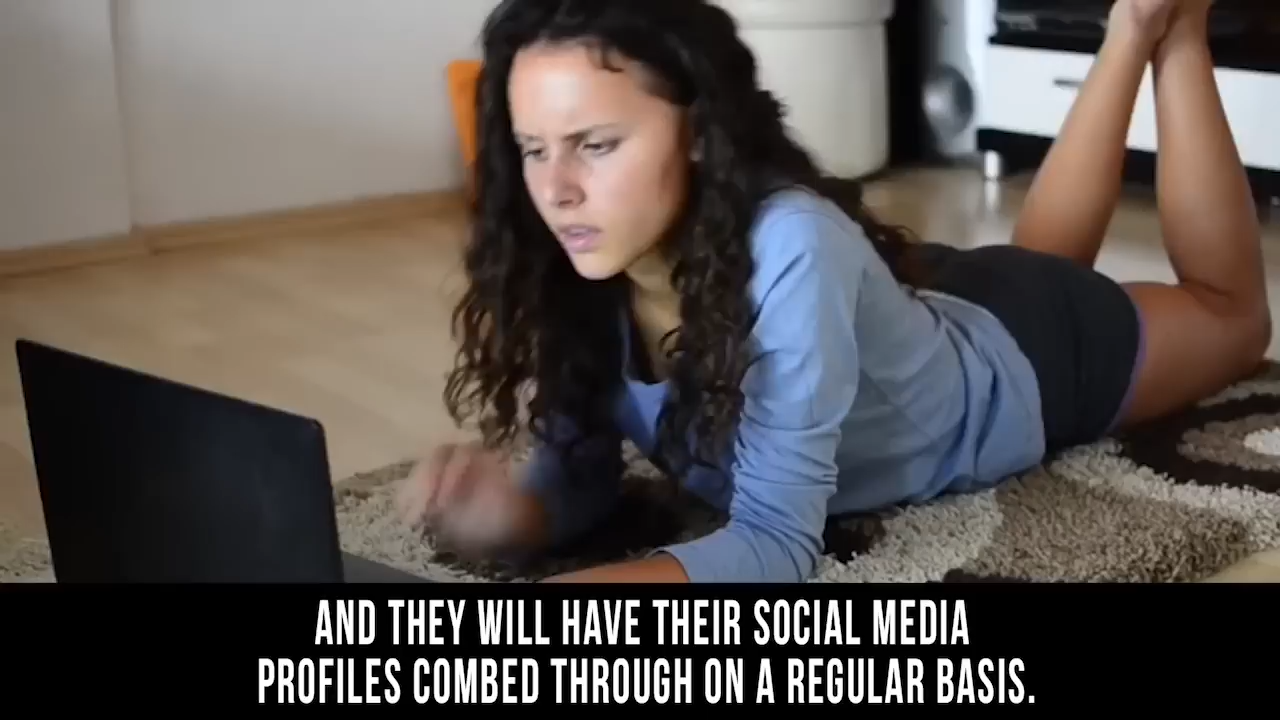 AND THEY WILL HAVE THEIR SOCIAL MEDIA
PROFILES COMBED THROUGH ON A REGULAR BASIS.